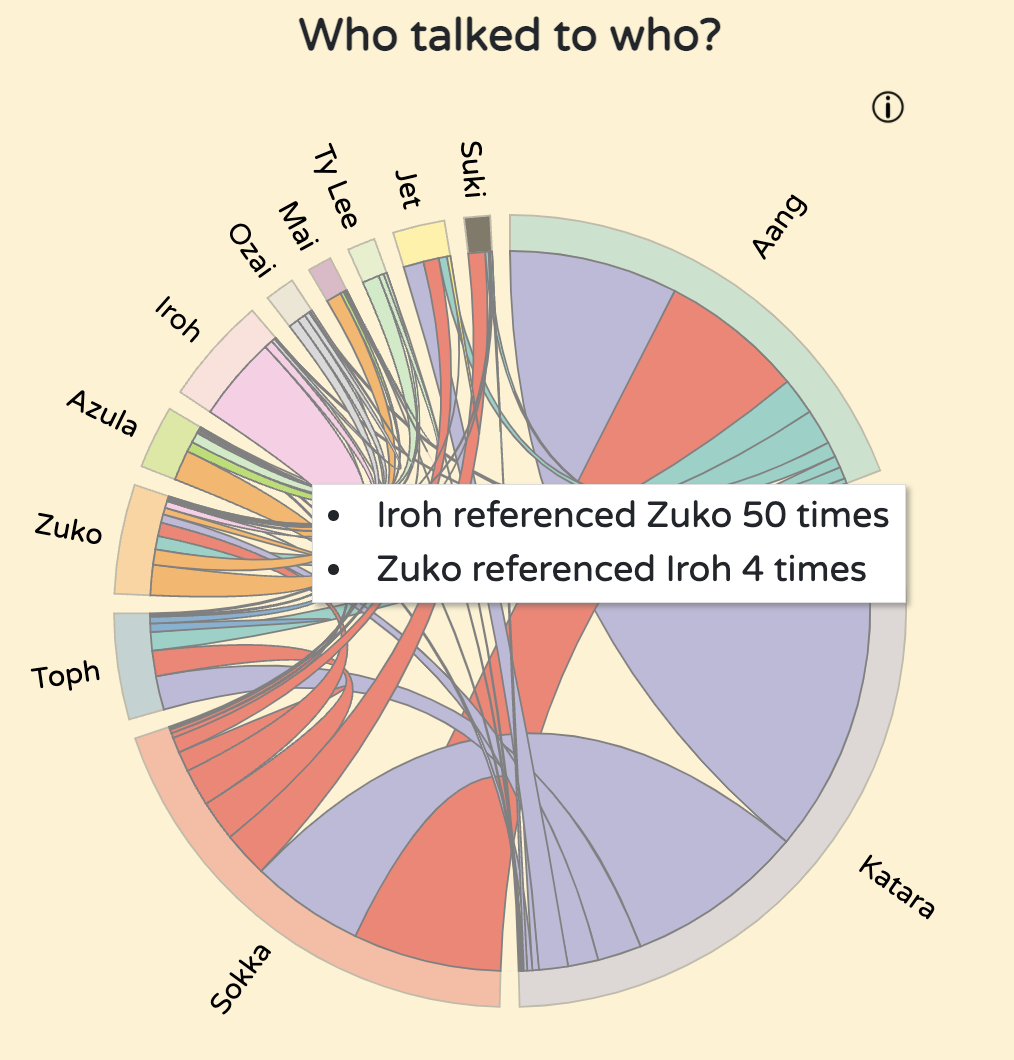 Who talked to who?
i
Suki
Jet
Ty Lee
Mai
Ozai
Iroh
Azula
Zuko
Toph
Sokka
Katara
Aang
• Iroh referenced Zuko 50 times
• Zuko referenced Iroh 4 times